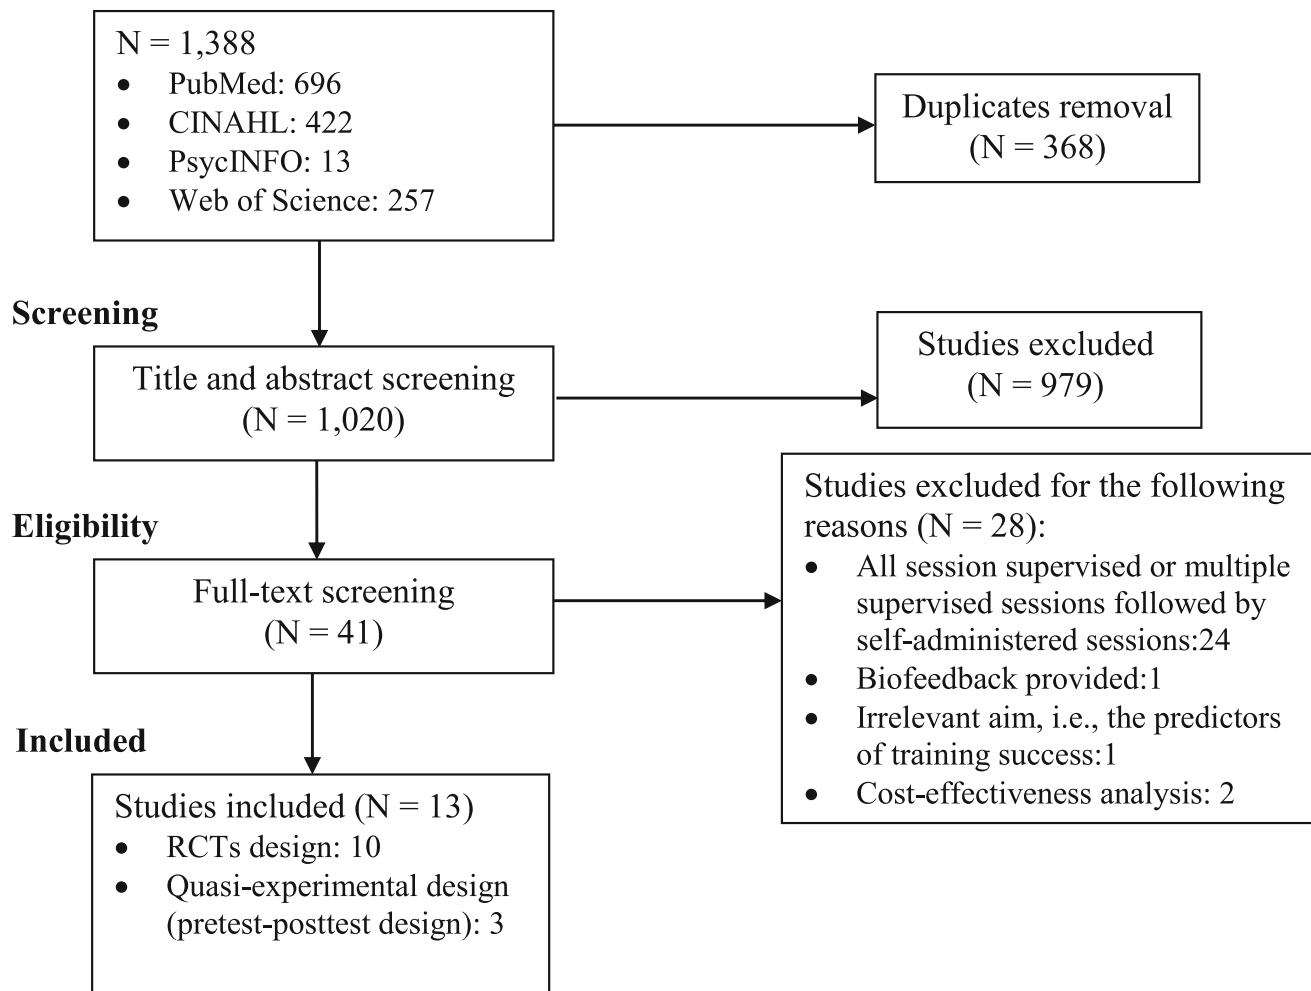 N = 1,388
• PubMed: 696
• CINAHL: 422
• PsycINFO: 13
• Web of Science: 257
Duplicates removal
(N = 368)
Screening
Title and abstract screening
(N = 1,020)
Studies excluded
(N = 979)
Eligibility
Full-text screening
(N = 41)
Studies excluded for the following
reasons (N = 28):
• All session supervised or multiple
supervised sessions followed by
self-administered sessions:24
• Biofeedback provided:1
• Irrelevant aim, i.e., the predictors
of training success:1
• Cost-effectiveness analysis: 2
Included
Studies included (N = 13)
• RCTs design: 10
• Quasi-experimental design
(pretest-posttest design): 3